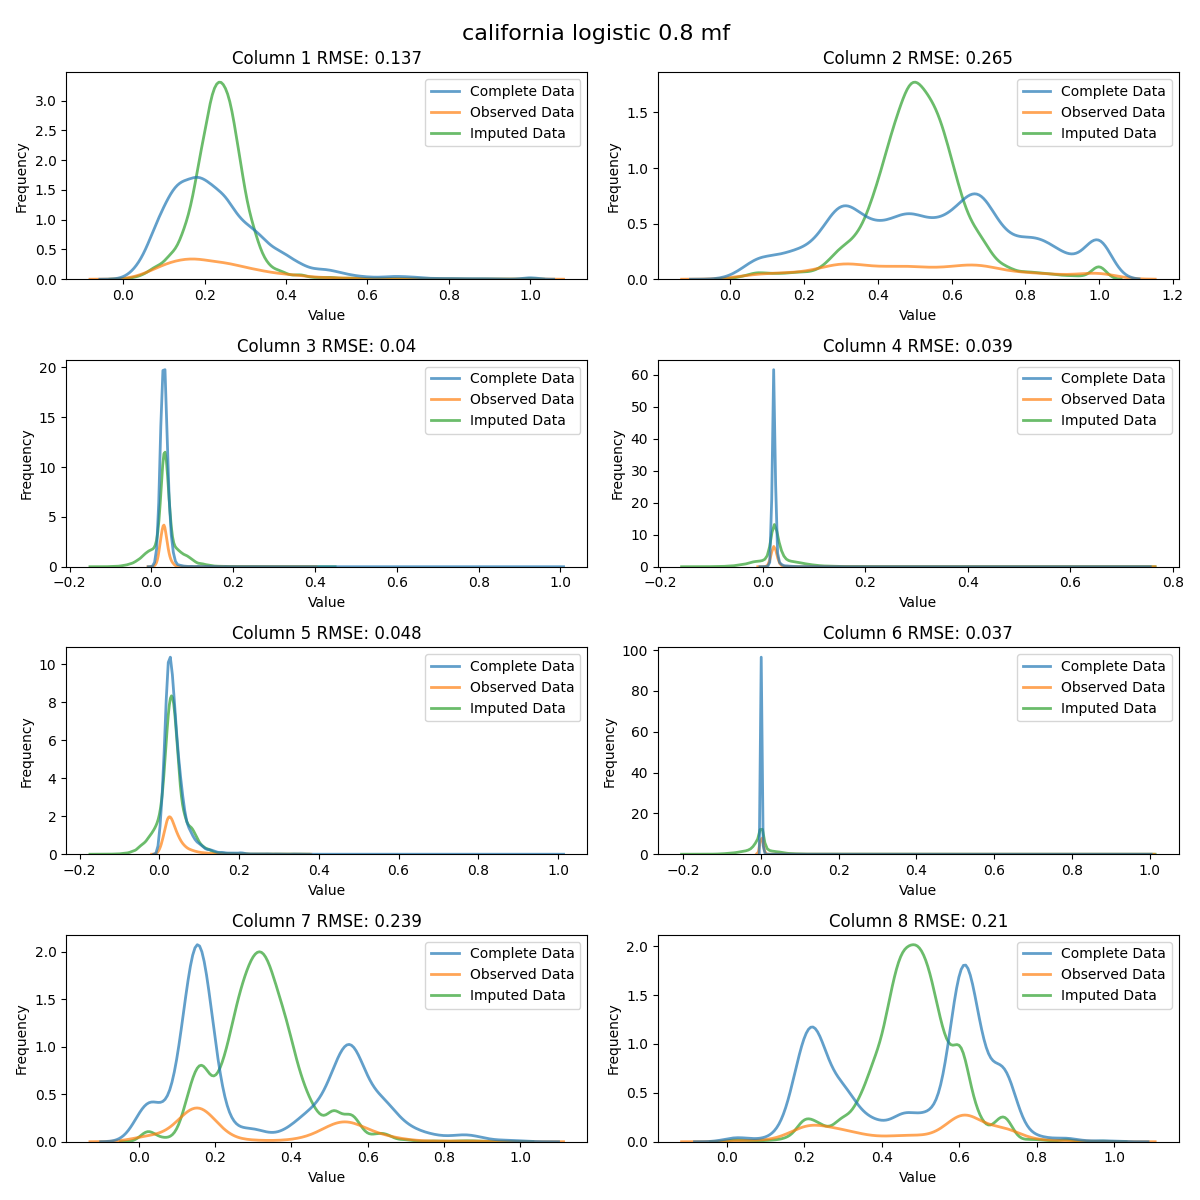 california logistic 0.8 mf
Column 1 RMSE: 0.137
Frequency
3.0
2.5
2.0
1.5
1.0
0.5
0.0
0.0 0.2 0.4 0.6 0.8 1.0
Value
Complete Data
Observed Data
Imputed Data
Column 2 RMSE: 0.265
Frequency
1.5
1.0
0.5
0.0
0.0 0.2 0.4 0.6 0.8 1.0 1.2
Value
Complete Data
Observed Data
Imputed Data
Column 3 RMSE: 0.04
Frequency
20
15
10
5
0
−0.2 0.0 0.2 0.4 0.6 0.8 1.0
Value
Complete Data
Observed Data
Imputed Data
Column 4 RMSE: 0.039
Frequency
60
50
40
30
20
10
0
−0.2 0.0 0.2 0.4 0.6 0.8
Value
Complete Data
Observed Data
Imputed Data
Column 5 RMSE: 0.048
Frequency
10
8
6
4
2
0
−0.2 0.0 0.2 0.4 0.6 0.8 1.0
Value
Complete Data
Observed Data
Imputed Data
Column 6 RMSE: 0.037
Frequency
100
80
60
40
20
0
−0.2 0.0 0.2 0.4 0.6 0.8 1.0
Value
Complete Data
Observed Data
Imputed Data
Column 7 RMSE: 0.239
Frequency
2.0
1.5
1.0
0.5
0.0
0.0 0.2 0.4 0.6 0.8 1.0
Value
Complete Data
Observed Data
Imputed Data
Column 8 RMSE: 0.21
Frequency
2.0
1.5
1.0
0.5
0.0
0.0 0.2 0.4 0.6 0.8 1.0
Value
Complete Data
Observed Data
Imputed Data